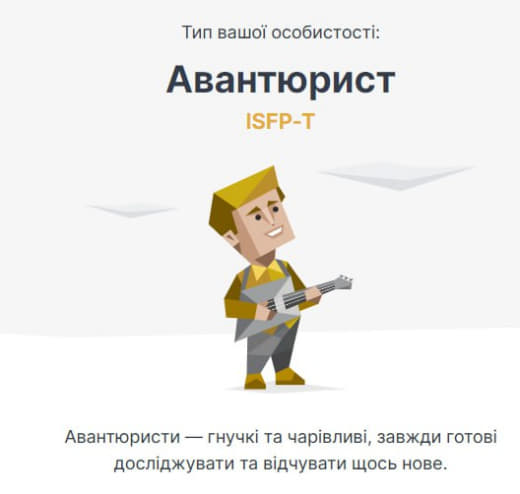 Тип вашої особистості:
Авантюрист
ISFP-T
Авантюристи — гнучкі та чарівливі, завжди готові
досліджувати та відчувати щось нове.